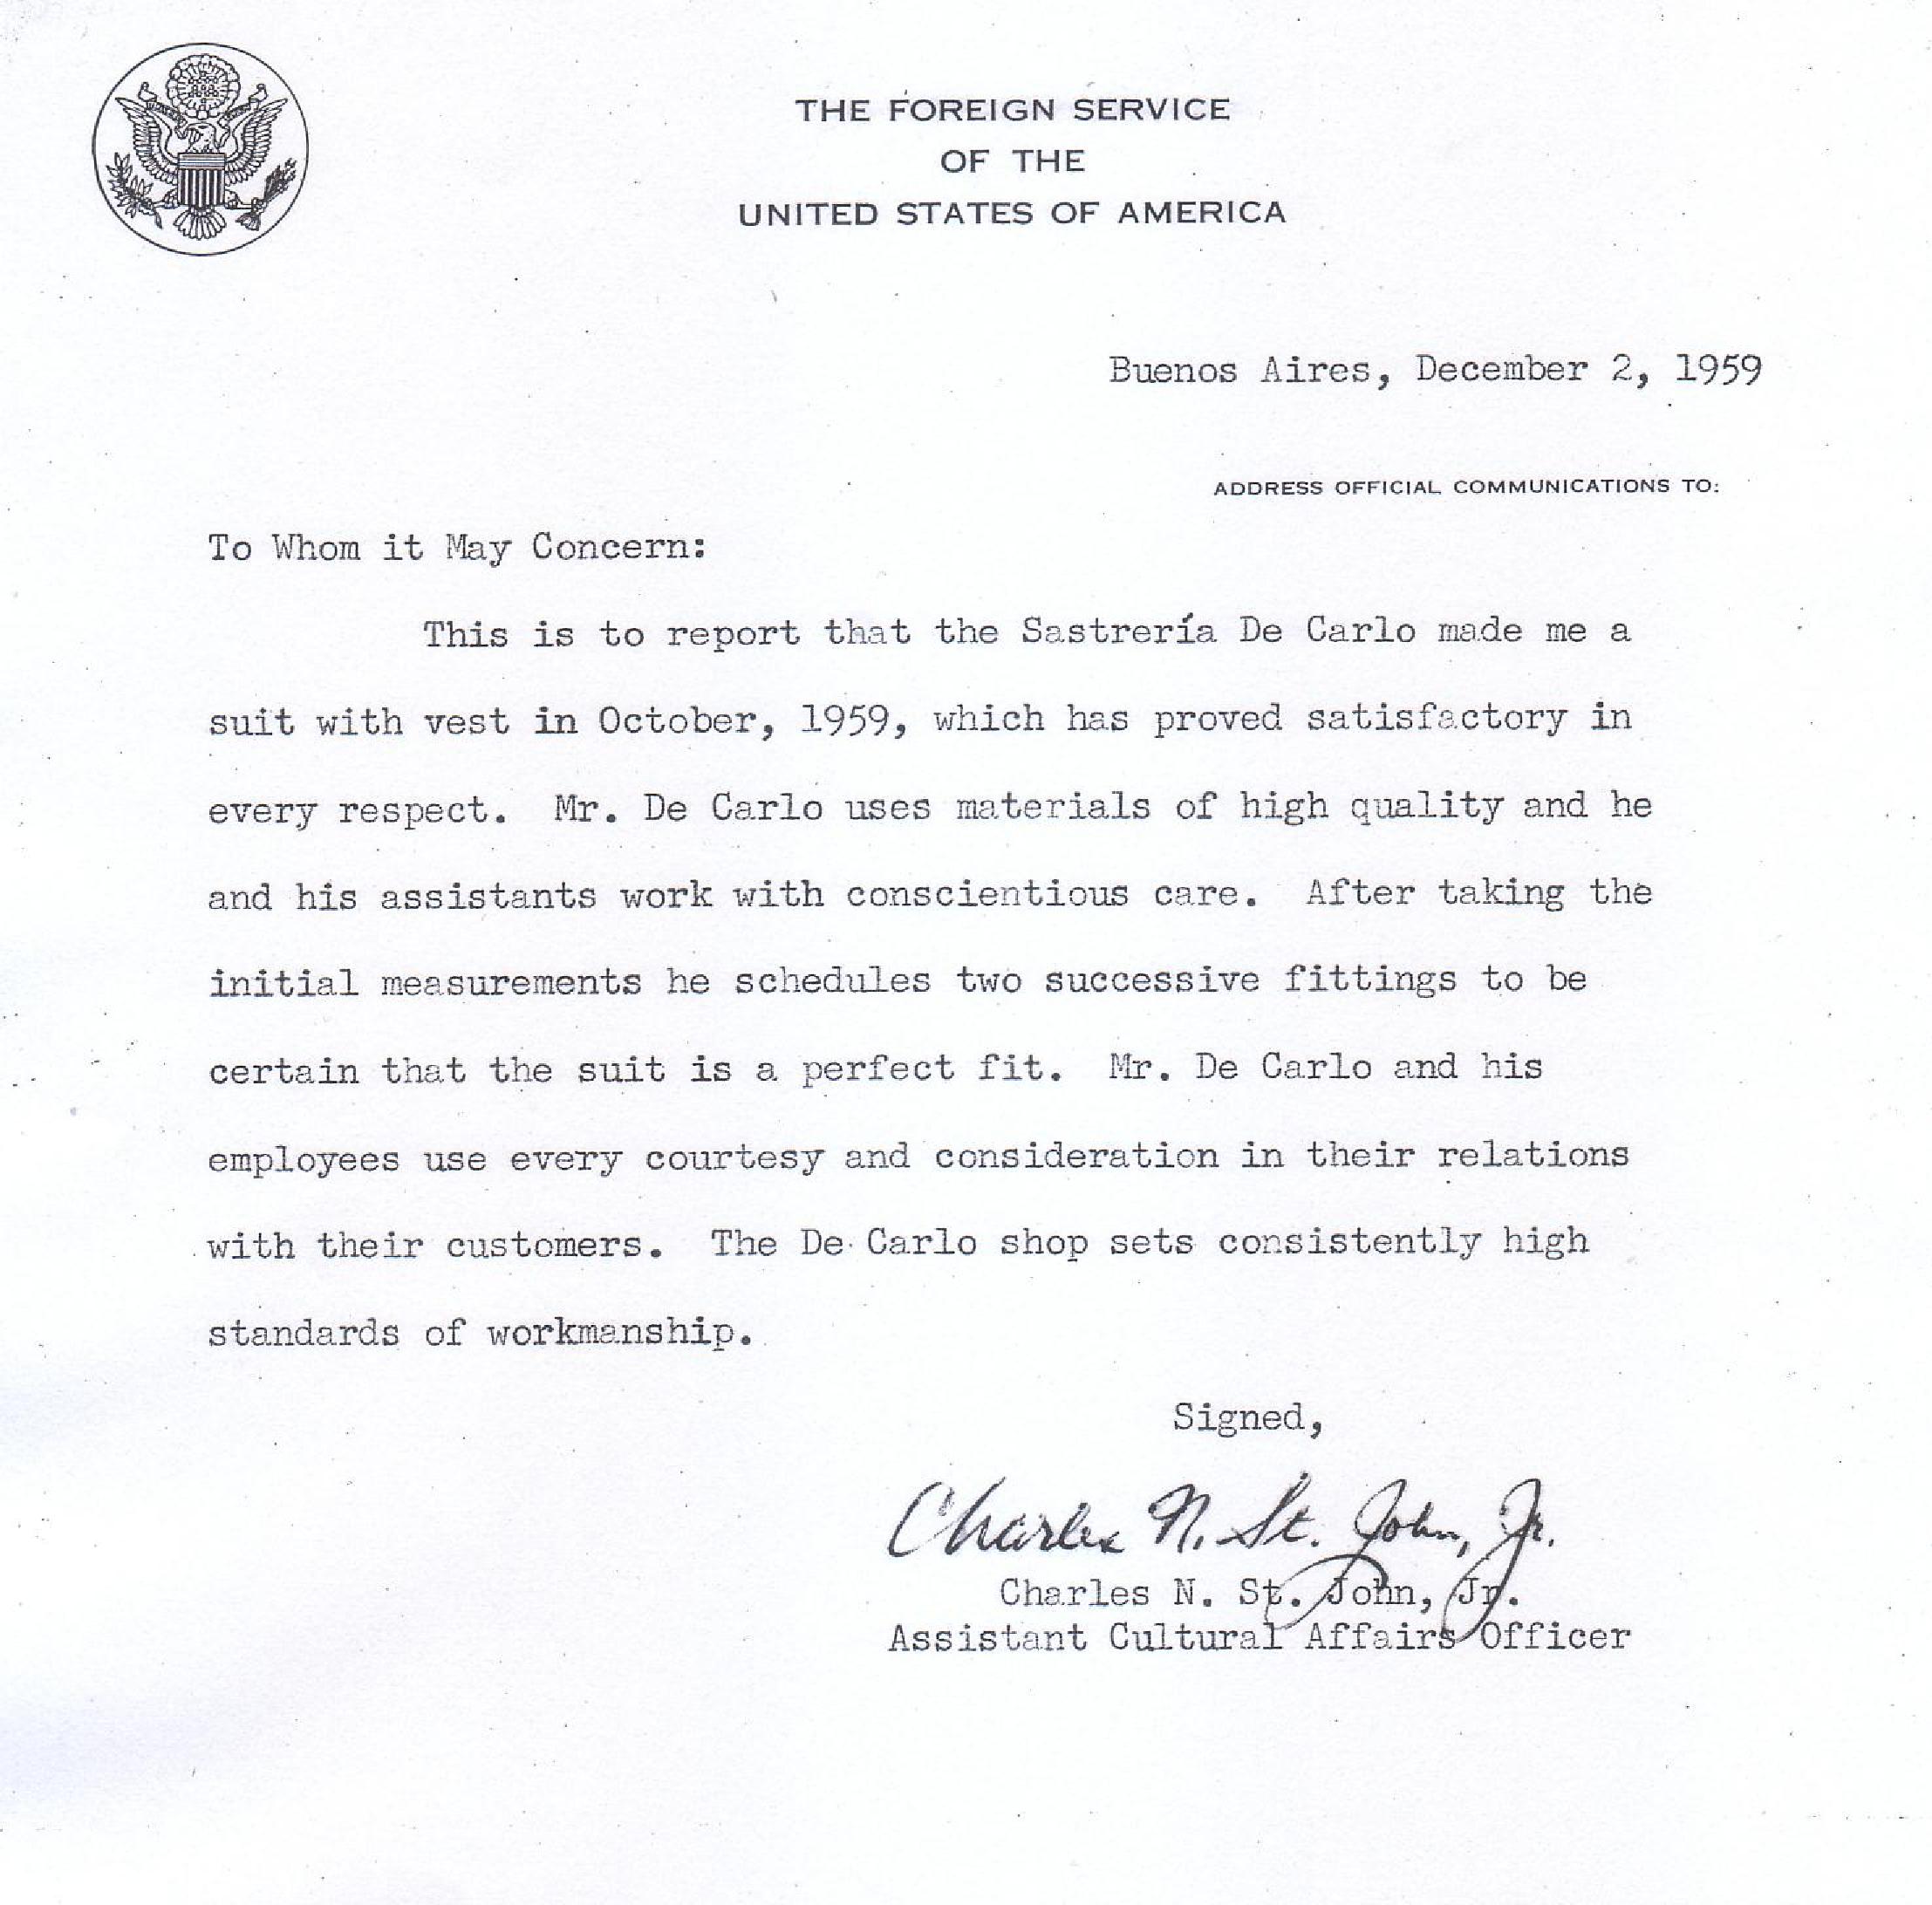 THE FOREIGN SERVICE
OF THE
UNITED STATES OF AMERICA
Buenos Aires, December 2, 1959
ADDRESS OFFICIAL COMMUNICATIONS TO:
To Whom it May Concern:
This is to report that the Sastrería De Carlo made me a
suit with vest in October, 1959, which has proved satisfactory in
every respect. Mr. De Carlo uses materials of high quality and he
and his assistants work with conscientious care. After taking the
initial measurements he schedules two successive fittings to be
certain that the suit is a perfect fit. Mr. De Carlo and his
employees use every courtesy and consideration in their relations
with their customers. The De Carlo shop sets consistently high
standards of workmanship.
Signed,
Charles N. St. John, Jr.
Charles N. St. John, Jr.
Assistant Cultural Affairs Officer